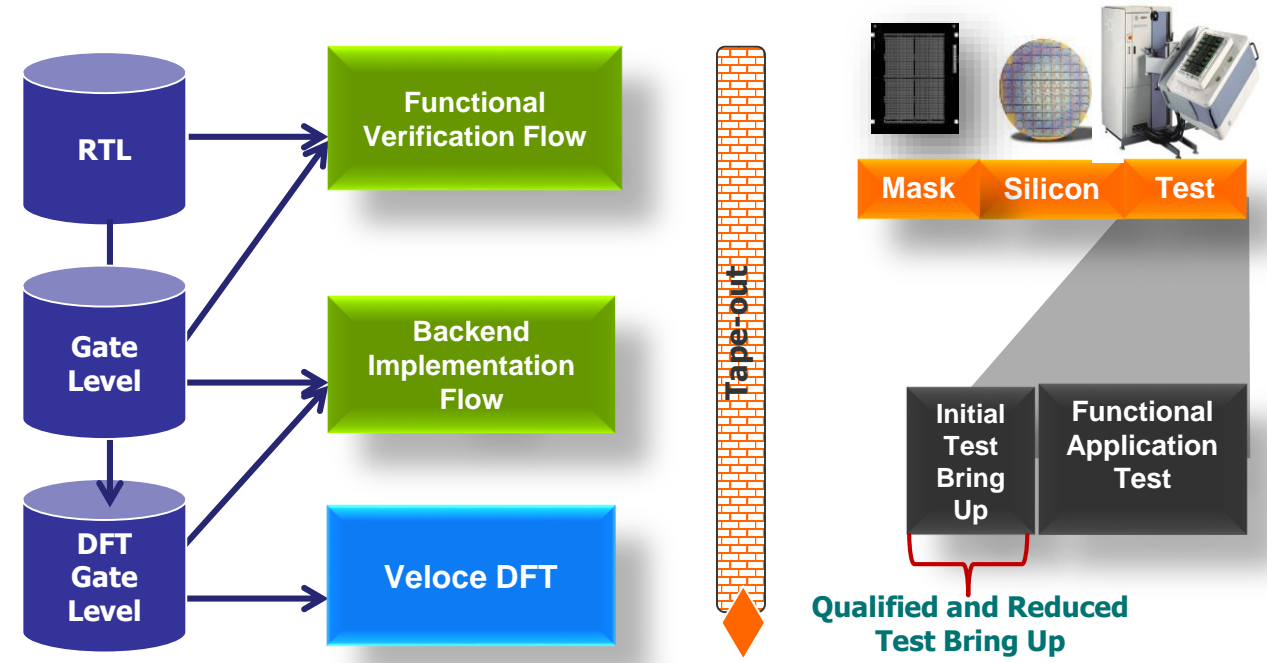 RTL
Gate
Level
DFT
Gate
Level
Functional
Verification Flow
Backend
Implementation
Flow
Veloce DFT
Tape-out
Mask
Silicon
Test
Initial
Test
Bring
Up
Functional
Application
Test
Qualified and Reduced
Test Bring Up